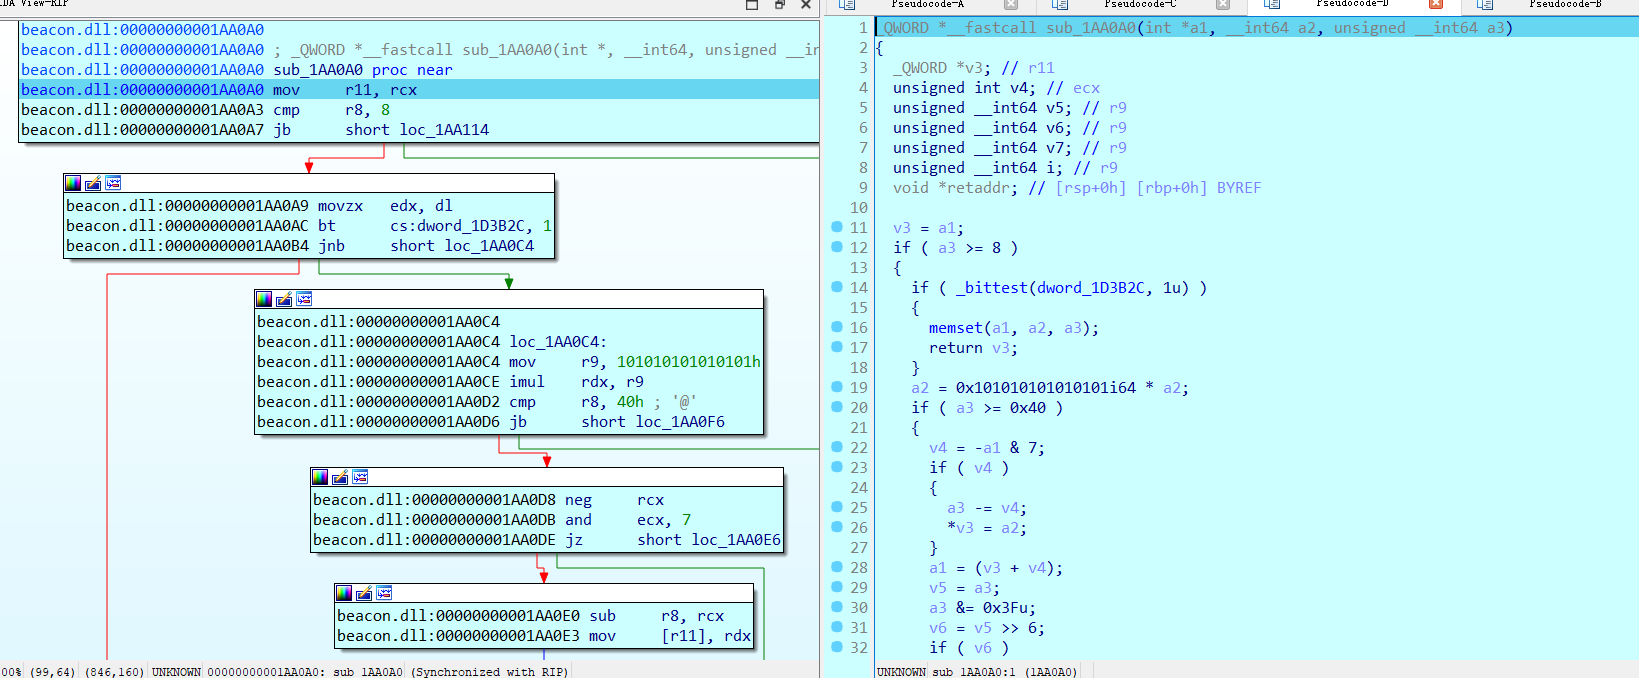 IDA View-RIP
beacon.dll:00000000001AA0A0
beacon.dll:00000000001AA0A0 ; _QWORD *__fastcall sub_1AA0A0(int *, __int64, unsigned __in
beacon.dll:00000000001AA0A0 sub_1AA0A0 proc near
beacon.dll:00000000001AA0A0 mov r11, rcx
beacon.dll:00000000001AA0A3 cmp r8, 8
beacon.dll:00000000001AA0A7 jb short loc_1AA114
beacon.dll:00000000001AA0A9 movzx edx, dl
beacon.dll:00000000001AA0AC bt cs:dword_1D3B2C, 1
beacon.dll:00000000001AA0B4 jnb short loc_1AA0C4
beacon.dll:00000000001AA0C4
beacon.dll:00000000001AA0C4 loc_1AA0C4:
beacon.dll:00000000001AA0C4 mov r9, 101010101010101h
beacon.dll:00000000001AA0CE imul rdx, r9
beacon.dll:00000000001AA0D2 cmp r8, 40h ; '@'
beacon.dll:00000000001AA0D6 jb short loc_1AA0F6
beacon.dll:00000000001AA0D8 neg rcx
beacon.dll:00000000001AA0DB and ecx, 7
beacon.dll:00000000001AA0DE jz short loc_1AA0E6
beacon.dll:00000000001AA0E0 sub r8, rcx
beacon.dll:00000000001AA0E3 mov [r11], rdx
00% (99,64) (846,160) UNKNOWN 00000000001AA0A0: sub_1AA0A0 (Synchronized with RIP)
Pseudocode-A Pseudocode-C Pseudocode-D Pseudocode-B
1 _QWORD *__fastcall sub_1AA0A0(int *a1, __int64 a2, unsigned __int64 a3)
2 {
3 _QWORD *v3; // r11
4 unsigned int v4; // ecx
5 unsigned __int64 v5; // r9
6 unsigned __int64 v6; // r9
7 unsigned __int64 v7; // r9
8 unsigned __int64 i; // r9
9 void *retaddr; // [rsp+0h] [rbp+0h] BYREF
10
11 v3 = a1;
12 if ( a3 >= 8 )
13 {
14 if ( _bittest(dword_1D3B2C, 1u) )
15 {
16 memset(a1, a2, a3);
17 return v3;
18 }
19 a2 = 0x101010101010101i64 * a2;
20 if ( a3 >= 0x40 )
21 {
22 v4 = -a1 & 7;
23 if ( v4 )
24 {
25 a3 -= v4;
26 *v3 = a2;
27 }
28 a1 = (v3 + v4);
29 v5 = a3;
30 a3 &= 0x3Fu;
31 v6 = v5 >> 6;
32 if ( v6 )
UNKNOWN sub_1AA0A0:1 (1AA0A0)